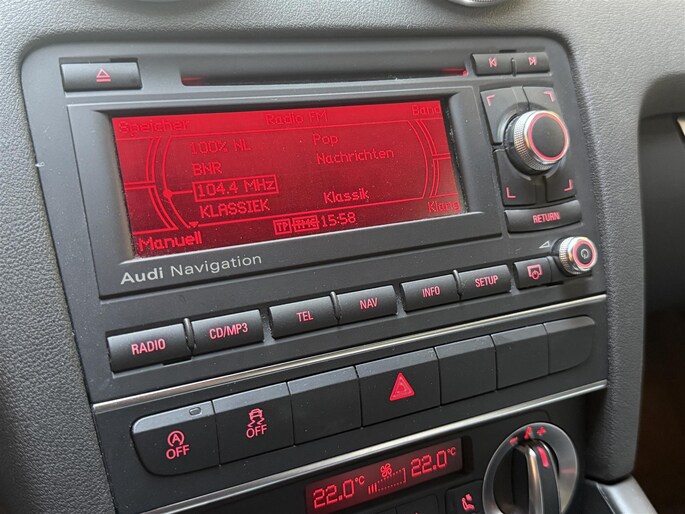 Speicher Radio FM Band
100% NL Pop
BNR Nachrichten
104.4 MHz
KLASSIEK Klassik
Manuell TP TMC 15:58 Klang
Audi Navigation
RETURN
RADIO CD/MP3 TEL NAV INFO SETUP
A OFF OFF
22.0°C 22.0°C